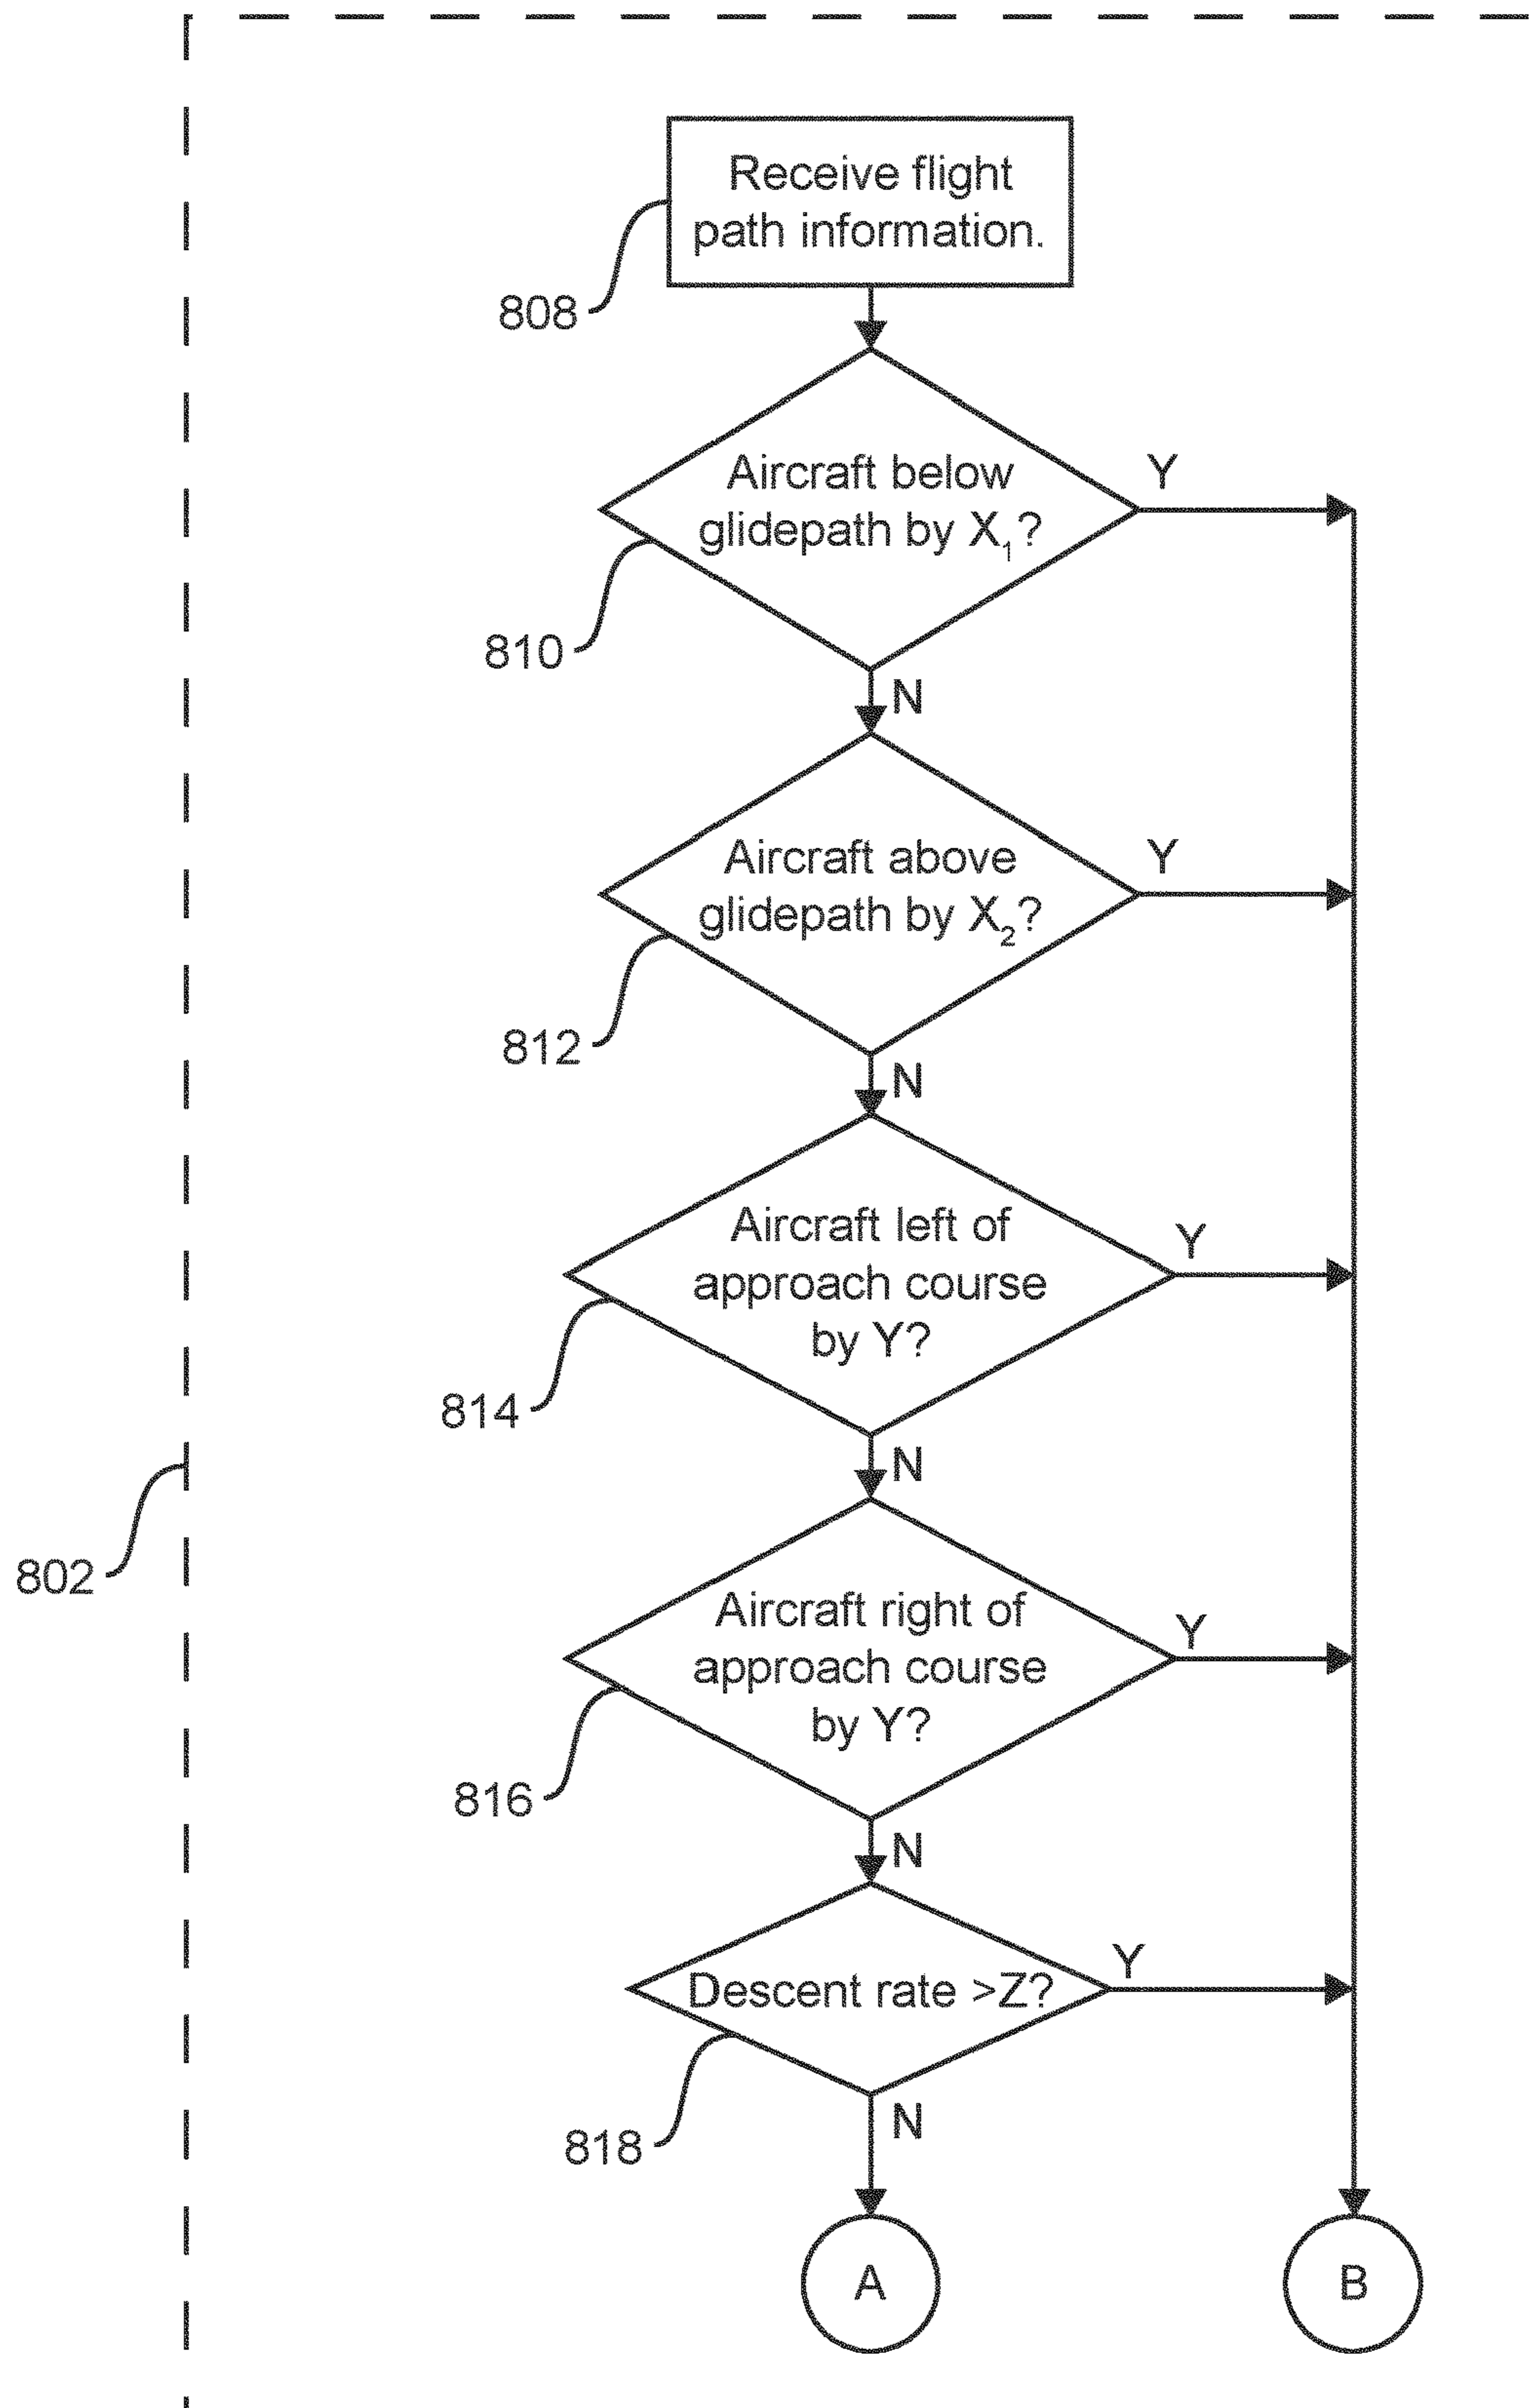 Receive flight
path information.
808
Aircraft below
glidepath by X₁?
Y
810
N
Aircraft above
glidepath by X₂?
Y
812
N
Aircraft left of
approach course
by Y?
Y
814
N
802
Aircraft right of
approach course
by Y?
Y
816
N
Descent rate >Z?
Y
818
N
A
B